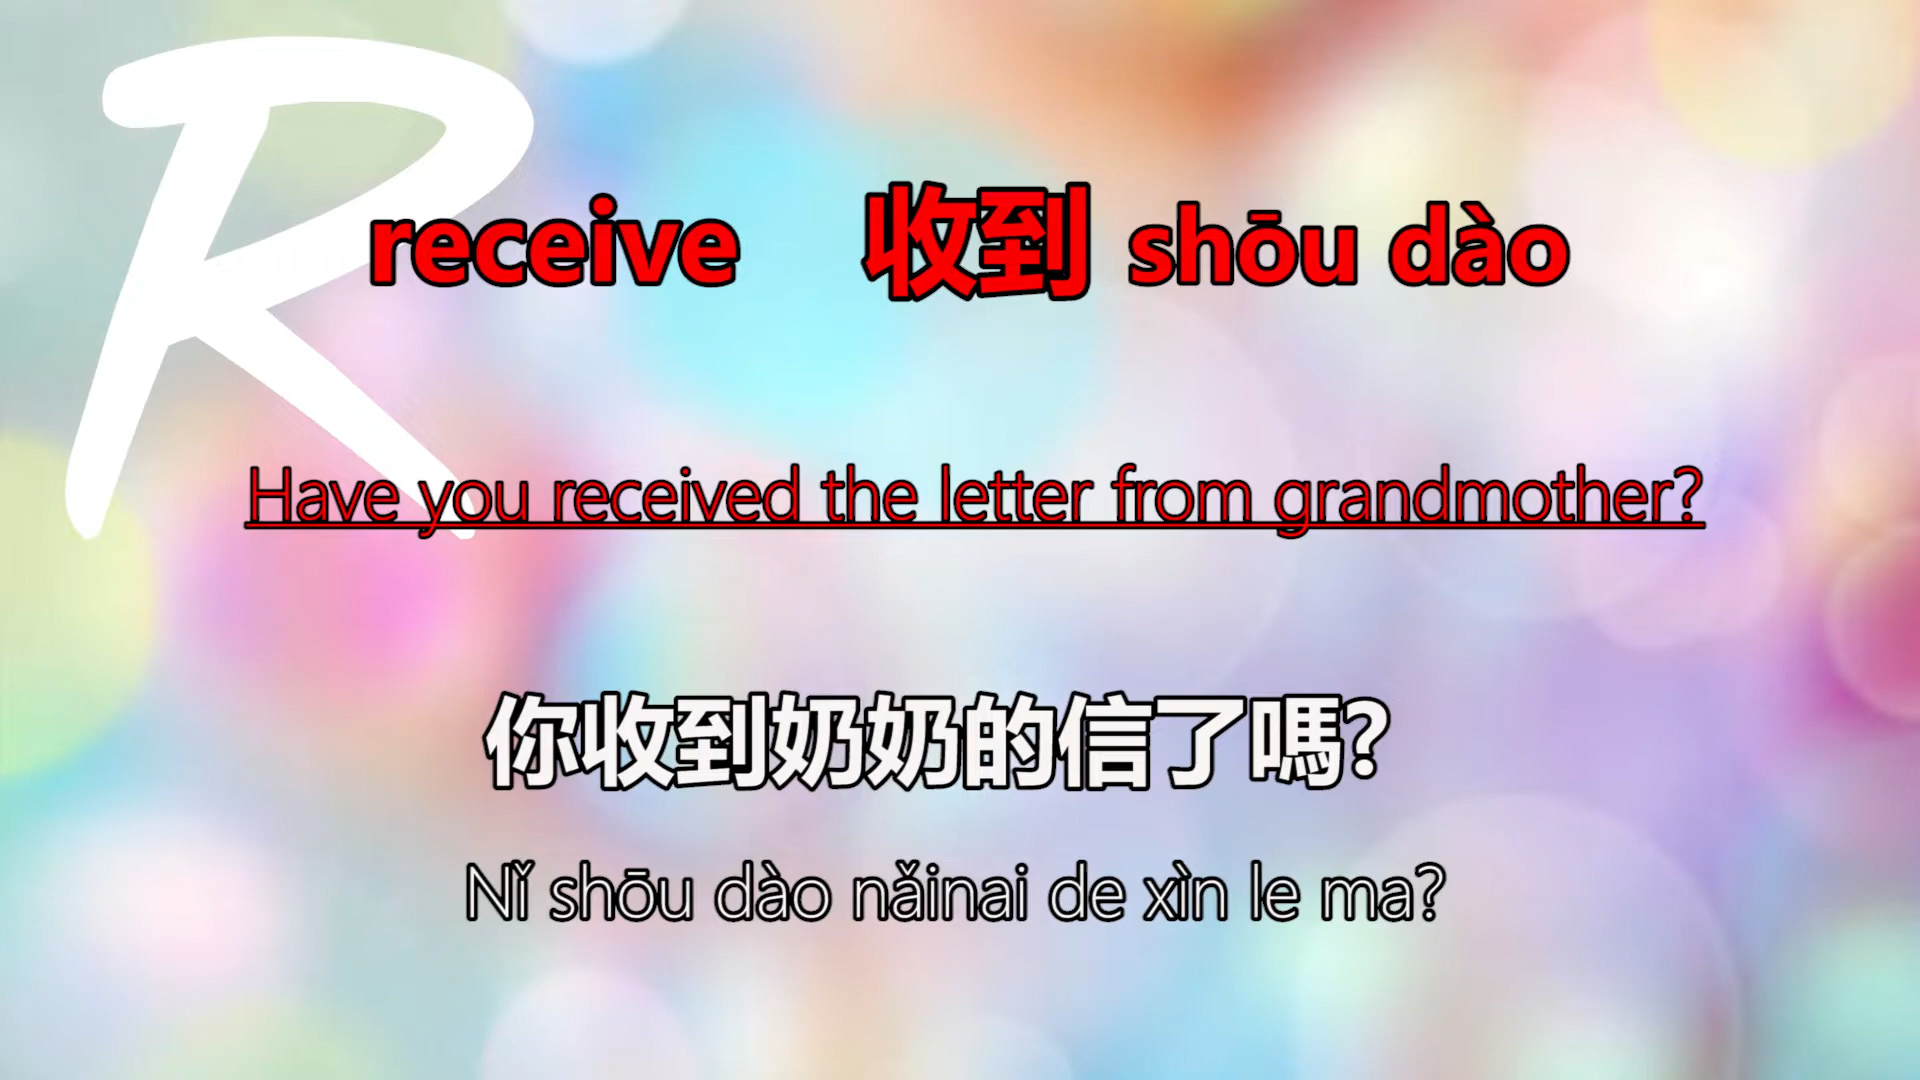 R
receive 收到 shōu dào
Have you received the letter from grandmother?
你收到奶奶的信了嗎?
Nǐ shōu dào nǎinai de xìn le ma?